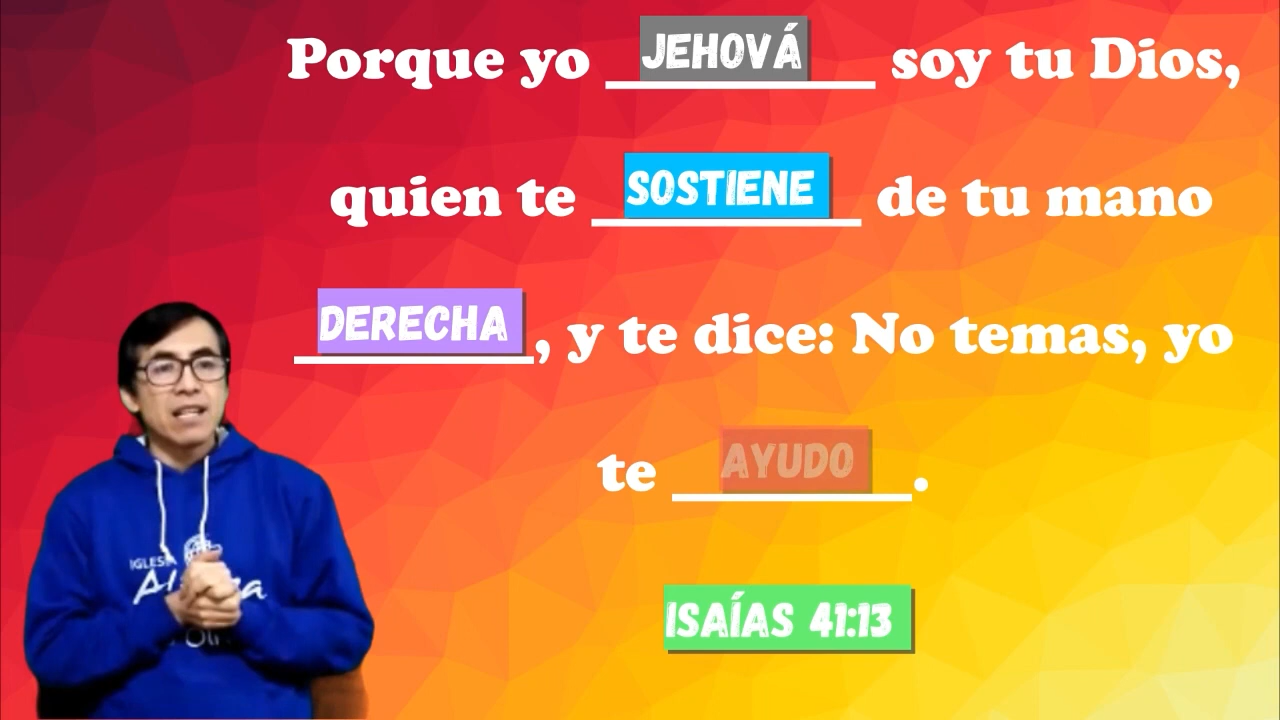 Porque yo JEHOVÁ soy tu Dios,
quien te SOSTIENE de tu mano
DERECHA, y te dice: No temas, yo
te AYUDO.
ISAÍAS 41:13
IGLESIA